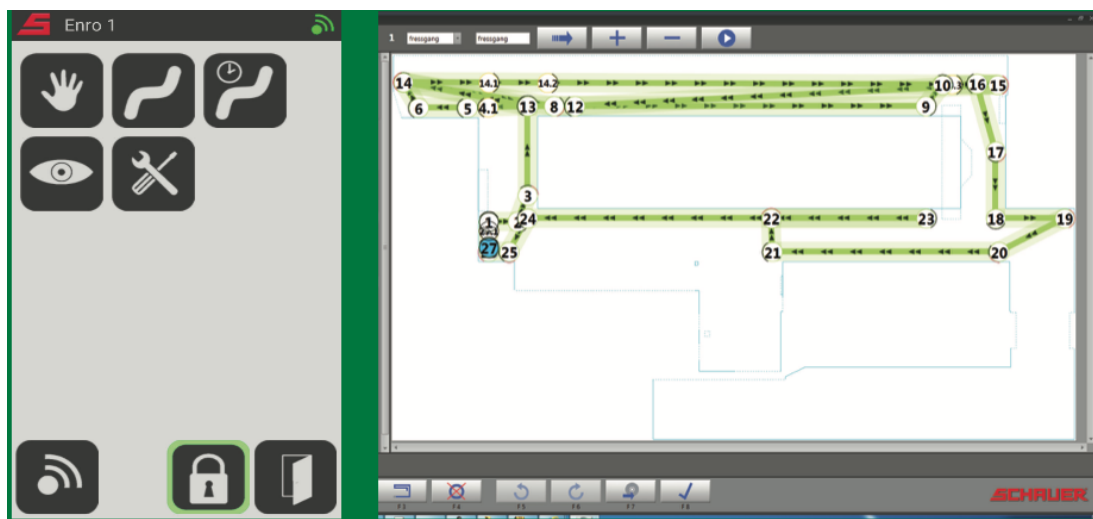 Enro 1
1 fressgang fressgang
14 14.1 14.2 10 .3 16 15
6 5 4.1 13 8 12 9
17
3
1 24 22 23 18 19
27 25 21 20
F3 F4 F5 F6 F7 F8
SCHAUER